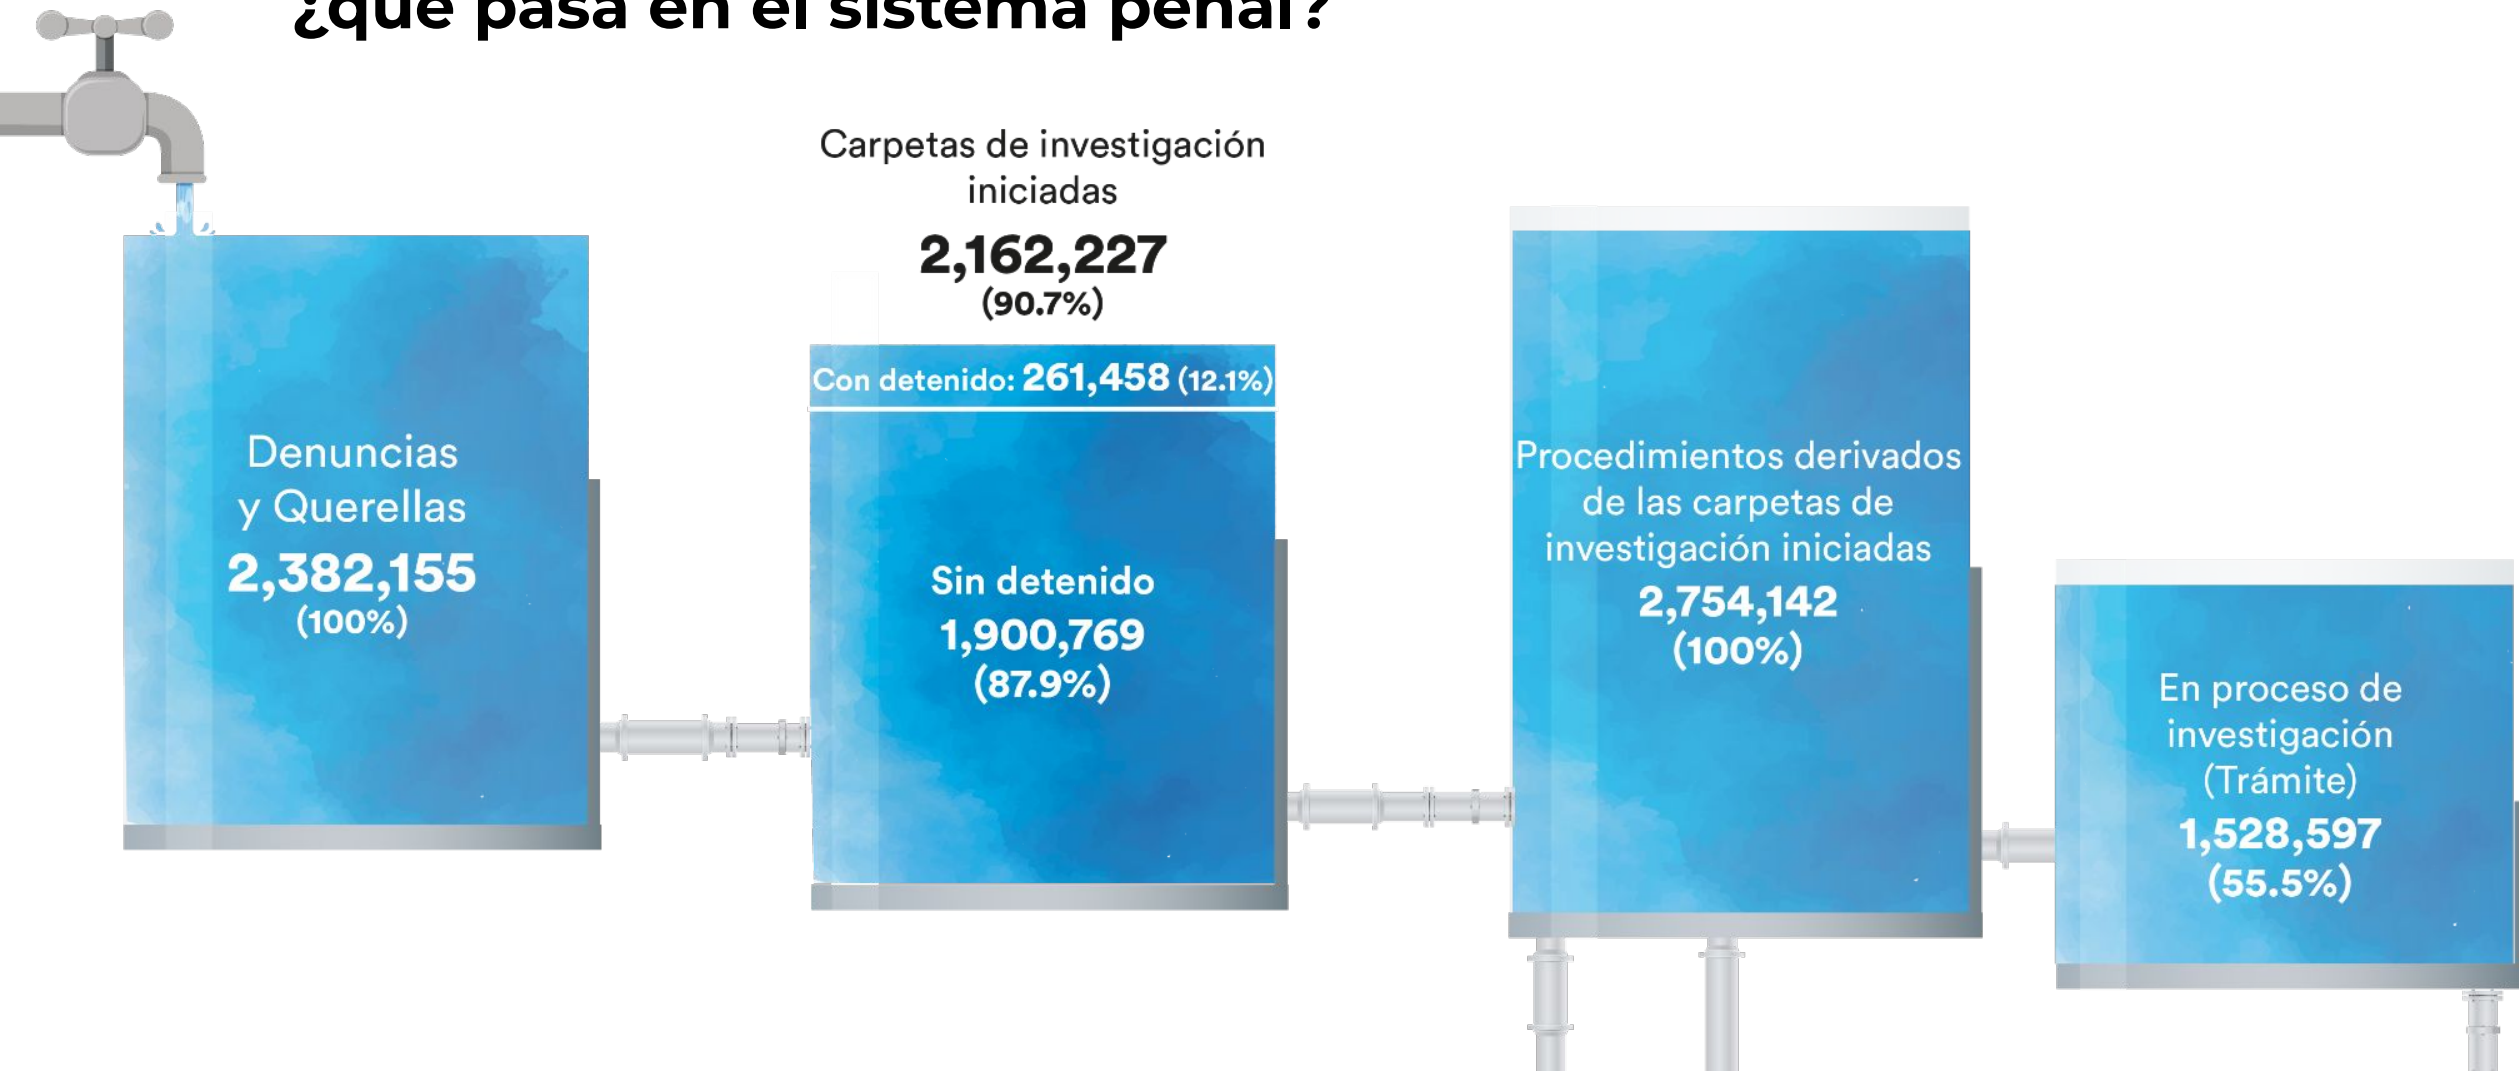 ¿qué pasa en el sistema penal?
Denuncias
y Querellas
2,382,155
(100%)
Carpetas de investigación
iniciadas
2,162,227
(90.7%)
Con detenido: 261,458 (12.1%)
Sin detenido
1,900,769
(87.9%)
Procedimientos derivados
de las carpetas de
investigación iniciadas
2,754,142
(100%)
En proceso de
investigación
(Trámite)
1,528,597
(55.5%)